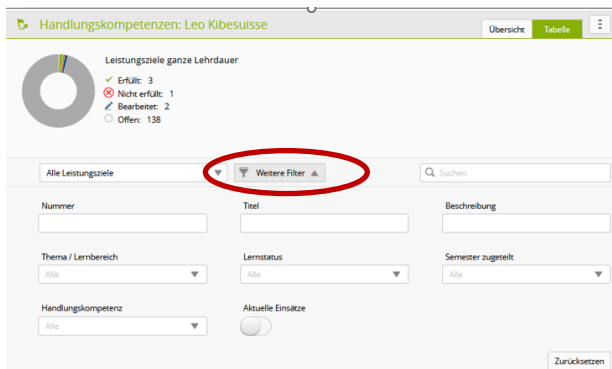 Handlungskompetenzen: Leo Kibesuisse
Übersicht Tabelle
Leistungsziele ganze Lehrdauer
Erfüllt: 3
Nicht erfüllt: 1
Bearbeitet: 2
Offen: 138
Alle Leistungsziele Weitere Filter Suchen
Nummer Titel Beschreibung
Thema / Lernbereich Lernstatus Semester zugeteilt
Alle Alle Alle
Handlungskompetenz Aktuelle Einsätze
Alle
Zurücksetzen